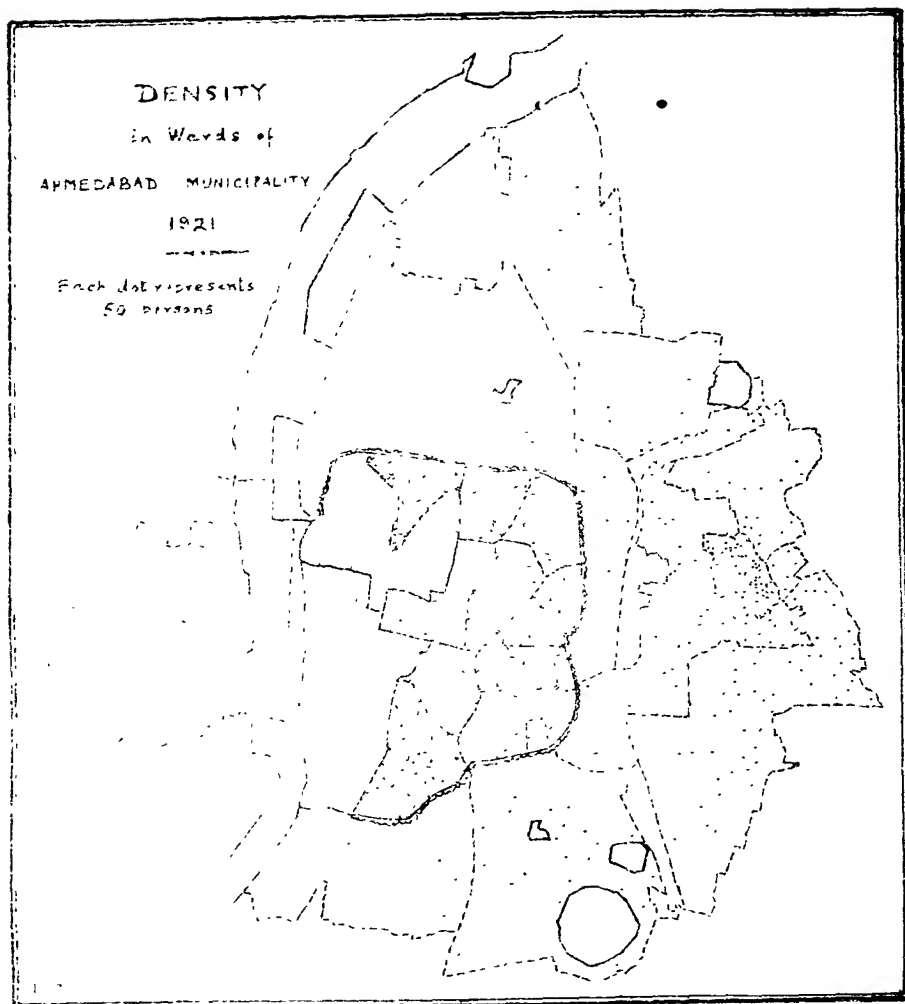 DENSITY
in Wards of
AHMEDABAD MUNICIPALITY
1921
Each dot represents
50 persons